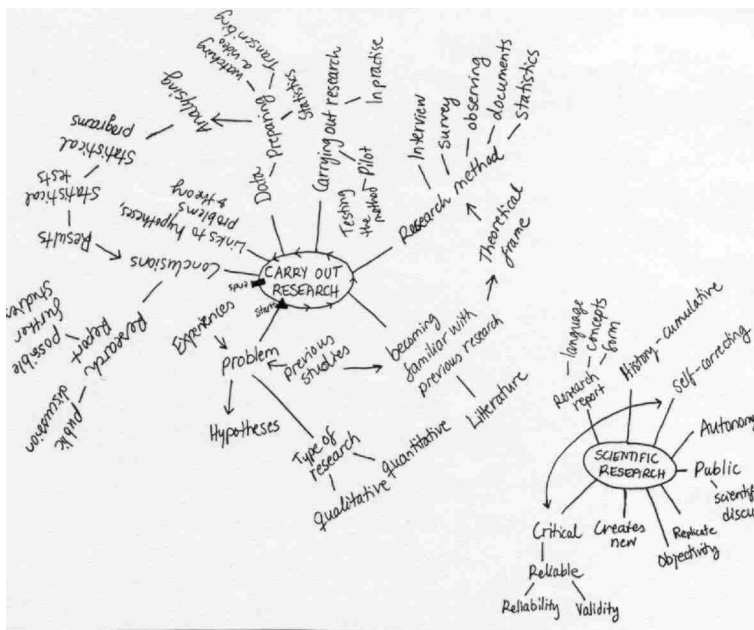 CARRY OUT
RESEARCH
starts
ends
Problem
Experiences
Hypotheses
Type of
research
qualitative
quantitative
previous
studies
becoming
familiar with
previous research
Litterature
Theoretical
frame
Research method
Interview
survey
observing
documents
statistics
Carrying out research
In practise
Pilot
Testing
the
method
Data
Preparing
statistics
watching
a video
Transcribing
Analysing
Statistical
programs
Statistical
tests
Results
Conclusions
Links to hypotheses,
problems
& theory
Research
Report
possible
further
studies
public
discussion
SCIENTIFIC
RESEARCH
Research
report
language
concepts
form
History-cumulative
self-correcting
Autonomy
Public
scientif
discu
Replicate
Objectivity
Creates
new
Critical
Reliable
Reliability
Validity